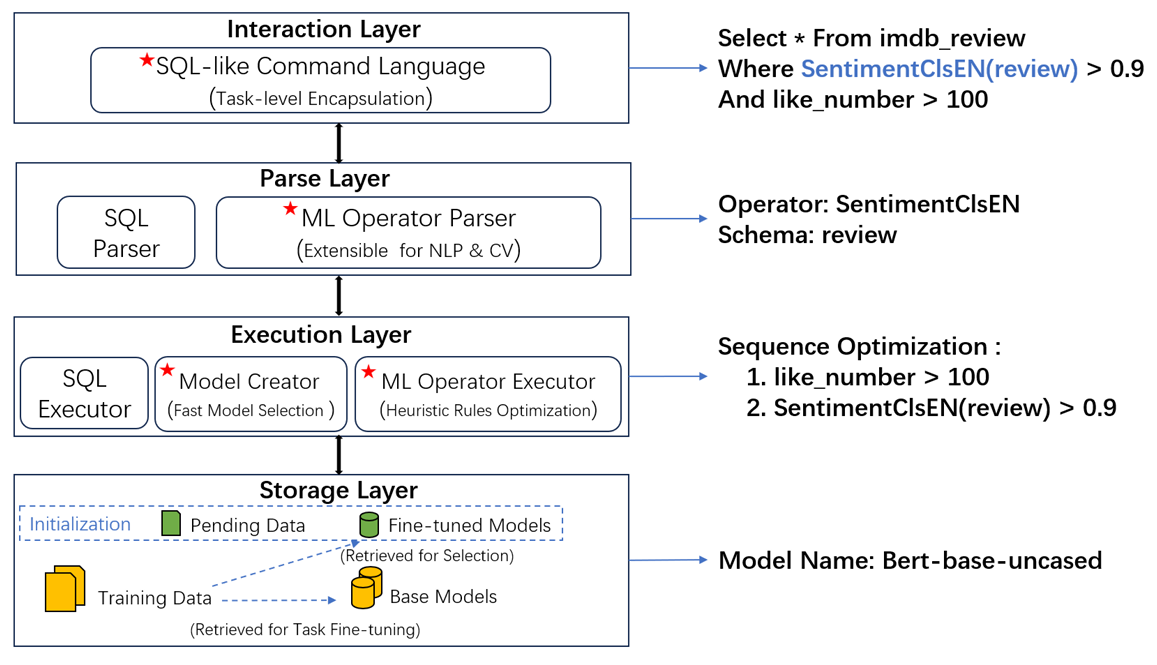 Interaction Layer
SQL-like Command Language
(Task-level Encapsulation)
Select * From imdb_review
Where SentimentClsEN(review) > 0.9
And like_number > 100
Parse Layer
SQL
Parser
ML Operator Parser
(Extensible for NLP & CV)
Operator: SentimentClsEN
Schema: review
Execution Layer
SQL
Executor
Model Creator
(Fast Model Selection )
ML Operator Executor
(Heuristic Rules Optimization)
Sequence Optimization :
1. like_number > 100
2. SentimentClsEN(review) > 0.9
Storage Layer
Initialization
Pending Data
Fine-tuned Models
(Retrieved for Selection)
Training Data
Base Models
(Retrieved for Task Fine-tuning)
Model Name: Bert-base-uncased